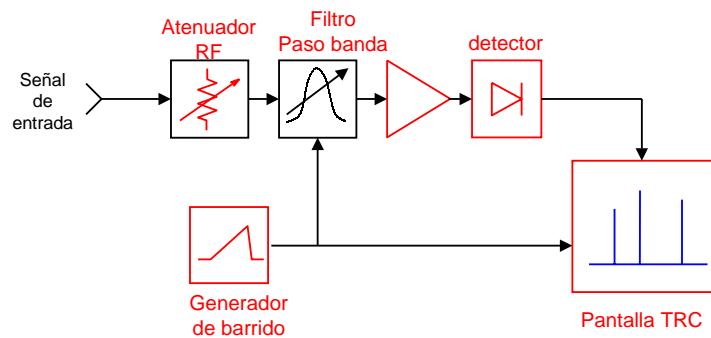 Filtro
Atenuador
RF
Paso banda
detector
Señal
de
entrada
Generador
de barrido
Pantalla TRC